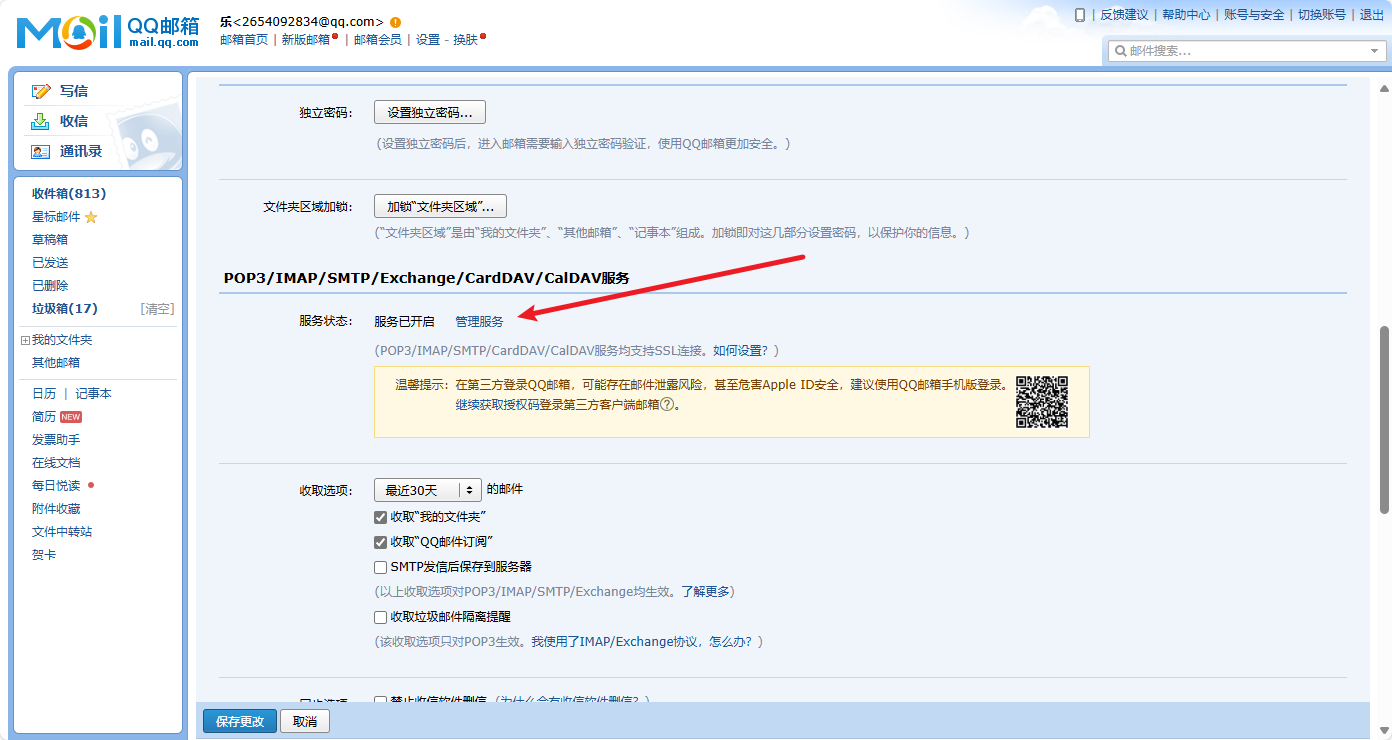 Mail QQ邮箱 mail.qq.com
乐<2654092834@qq.com>
邮箱首页 | 新版邮箱 | 邮箱会员 | 设置 - 换肤
反馈建议 | 帮助中心 | 账号与安全 | 切换账号 | 退出
邮件搜索...
写信
收信
通讯录
收件箱(813)
星标邮件
草稿箱
已发送
已删除
垃圾箱(17) [清空]
我的文件夹
其他邮箱
日历 | 记事本
简历 NEW
发票助手
在线文档
每日悦读
附件收藏
文件中转站
贺卡
独立密码: 设置独立密码...
(设置独立密码后，进入邮箱需要输入独立密码验证，使用QQ邮箱更加安全。)
文件夹区域加锁: 加锁“文件夹区域”...
(“文件夹区域”是由“我的文件夹”、“其他邮箱”、“记事本”组成。加锁即对这几部分设置密码，以保护你的信息。)
POP3/IMAP/SMTP/Exchange/CardDAV/CalDAV服务
服务状态: 服务已开启 管理服务
(POP3/IMAP/SMTP/CardDAV/CalDAV服务均支持SSL连接。如何设置？)
温馨提示: 在第三方登录QQ邮箱，可能存在邮件泄露风险，甚至危害Apple ID安全，建议使用QQ邮箱手机版登录。
继续获取授权码登录第三方客户端邮箱?。
收取选项: 最近30天 的邮件
收取“我的文件夹”
收取“QQ邮件订阅”
SMTP发信后保存到服务器
(以上收取选项对POP3/IMAP/SMTP/Exchange均生效。了解更多)
收取垃圾邮件隔离提醒
(该收取选项只对POP3生效。我使用了IMAP/Exchange协议，怎么办？)
同步选项: 禁止收信软件删信 (为什么会有收信软件删信？)
保存更改 取消